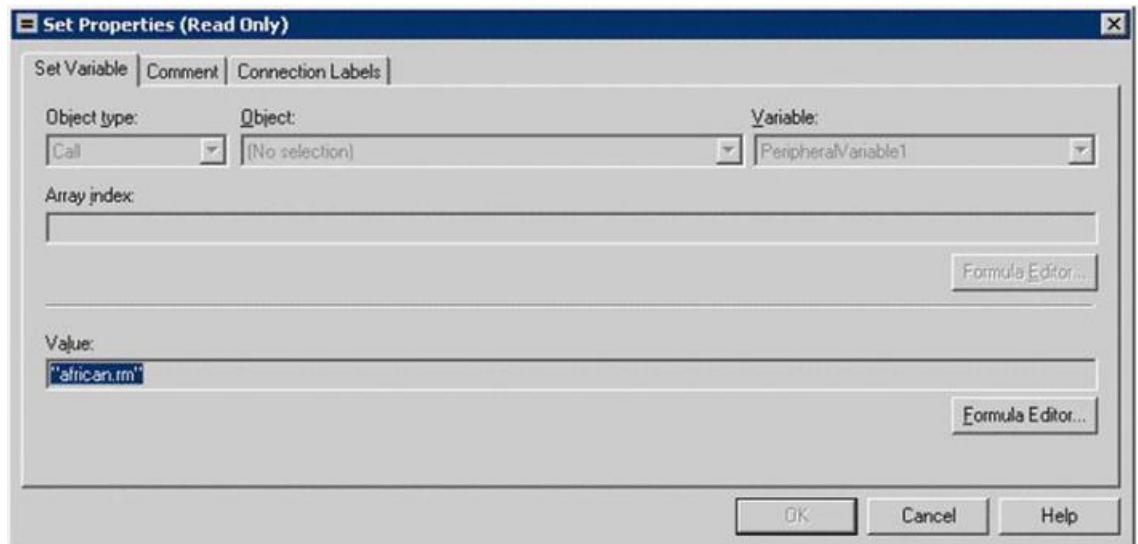 Set Properties (Read Only)
Set Variable Comment Connection Labels
Object type: Object: Variable:
Call (No selection) PeripheralVariable1
Array index:
Formula Editor...
Value:
"african.rm"
Formula Editor...
OK Cancel Help